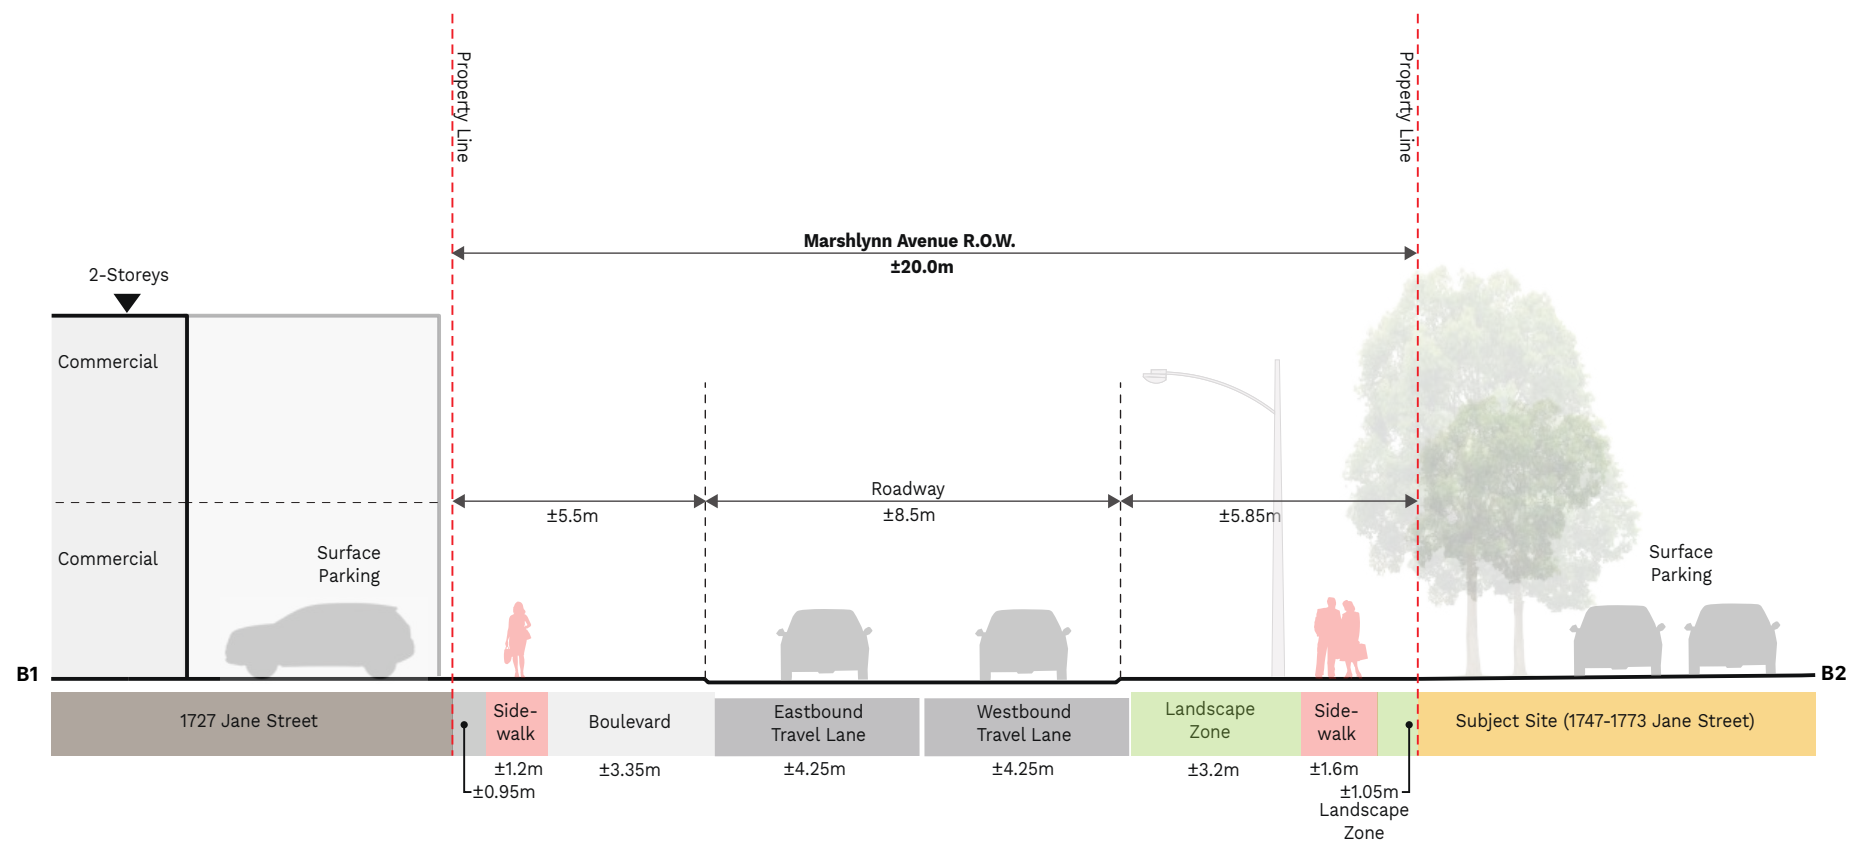 Property Line
Property Line
Marshlynn Avenue R.O.W.
±20.0m
2-Storeys
Commercial
Roadway
±5.5m
±8.5m
±5.85m
Commercial
Surface
Parking
Surface
Parking
B1
B2
1727 Jane Street
Side-
walk
Boulevard
Eastbound
Travel Lane
Westbound
Travel Lane
Landscape
Zone
Side-
walk
Subject Site (1747-1773 Jane Street)
±1.2m
±3.35m
±4.25m
±4.25m
±3.2m
±1.6m
±0.95m
±1.05m
Landscape
Zone